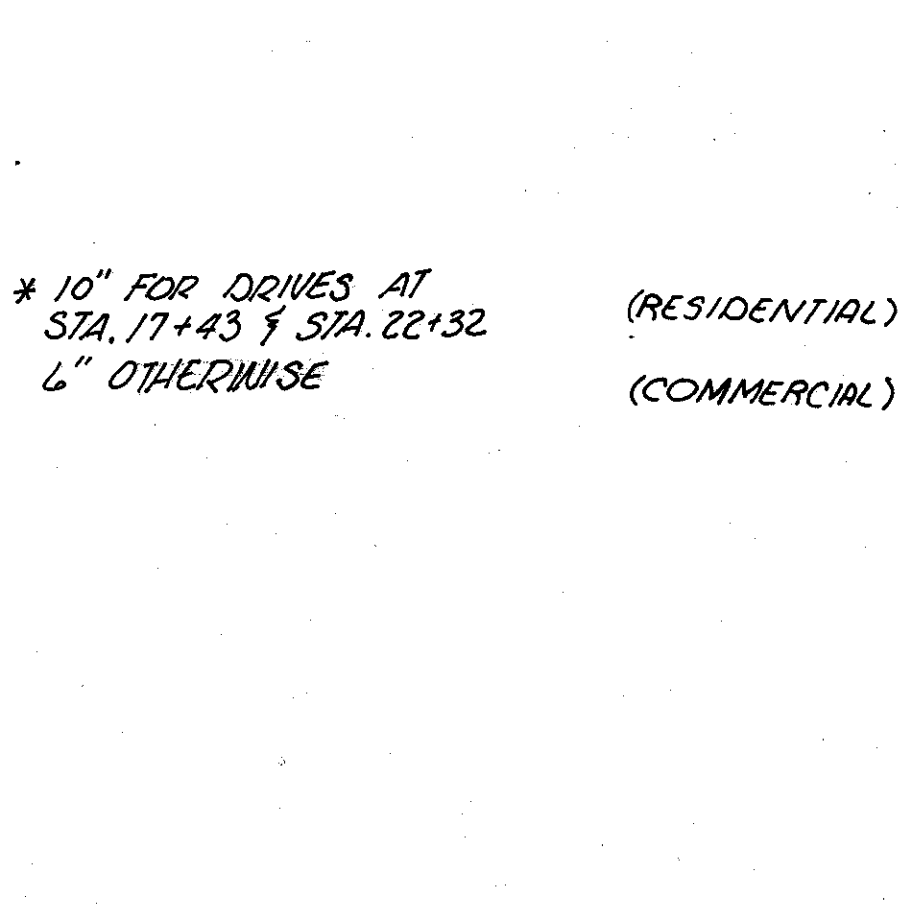 * 10" FOR DRIVES AT
STA. 17+43 & STA. 22+32
6" OTHERWISE
(RESIDENTIAL)
(COMMERCIAL)